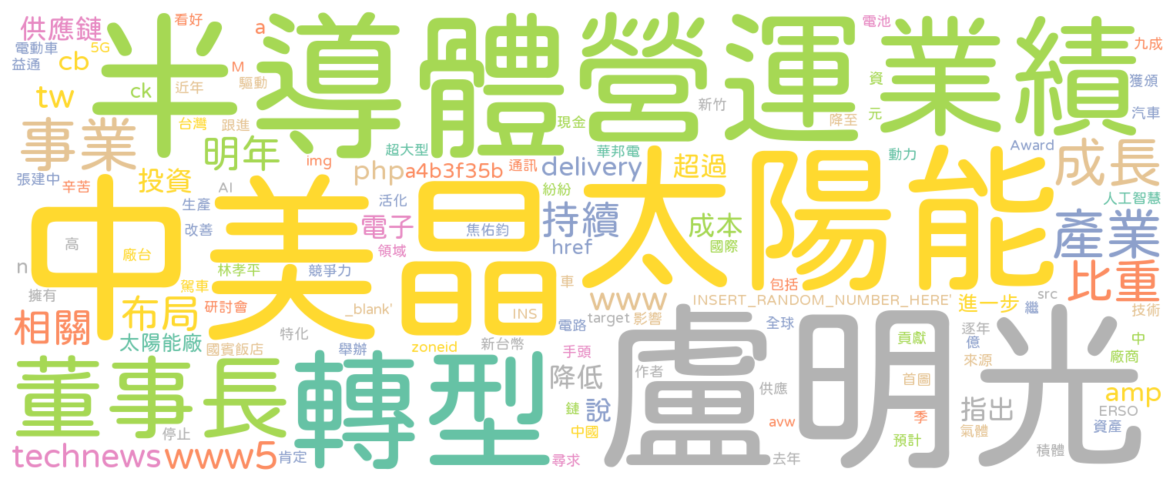 半導體 營運 業績
中美晶 太陽能
盧明光
董事長 轉型
供應鏈
電動車
益通
5G
cb
tw
看好
a
M
ck
近年
驅動
台灣
跟進
事業
明年
張建中
辛苦
投資
img
AI
生產
改善
超大型
php
a4b3f35b
通訊
delivery
華邦電
現金
新竹
超過
紛紛
活化
電子
領域
焦佑鈞
持續
href
成本
國際
電池
資
元
降至
動力
九成
獲頒
汽車
Award
成長
人工智慧
產業
比重
高
n
擁有
廠台
林孝平
競爭力
駕車
布局
研討會
_blank'
特化
相關
太陽能廠
國賓飯店
舉辦
INS
車
包括
www
INSERT_RANDOM_NUMBER_HERE'
target
影響
電路
zoneid
新台幣
進一步
src
繼
技術
全球
貢獻
逐年
億
中
廠商
來源
手頭
降低
作者
供應
首圖
amp
說
鏈
中國
avw
季
預計
指出
氣體
ERSO
資產
積體
停止
technews
www5
肯定
尋求
去年